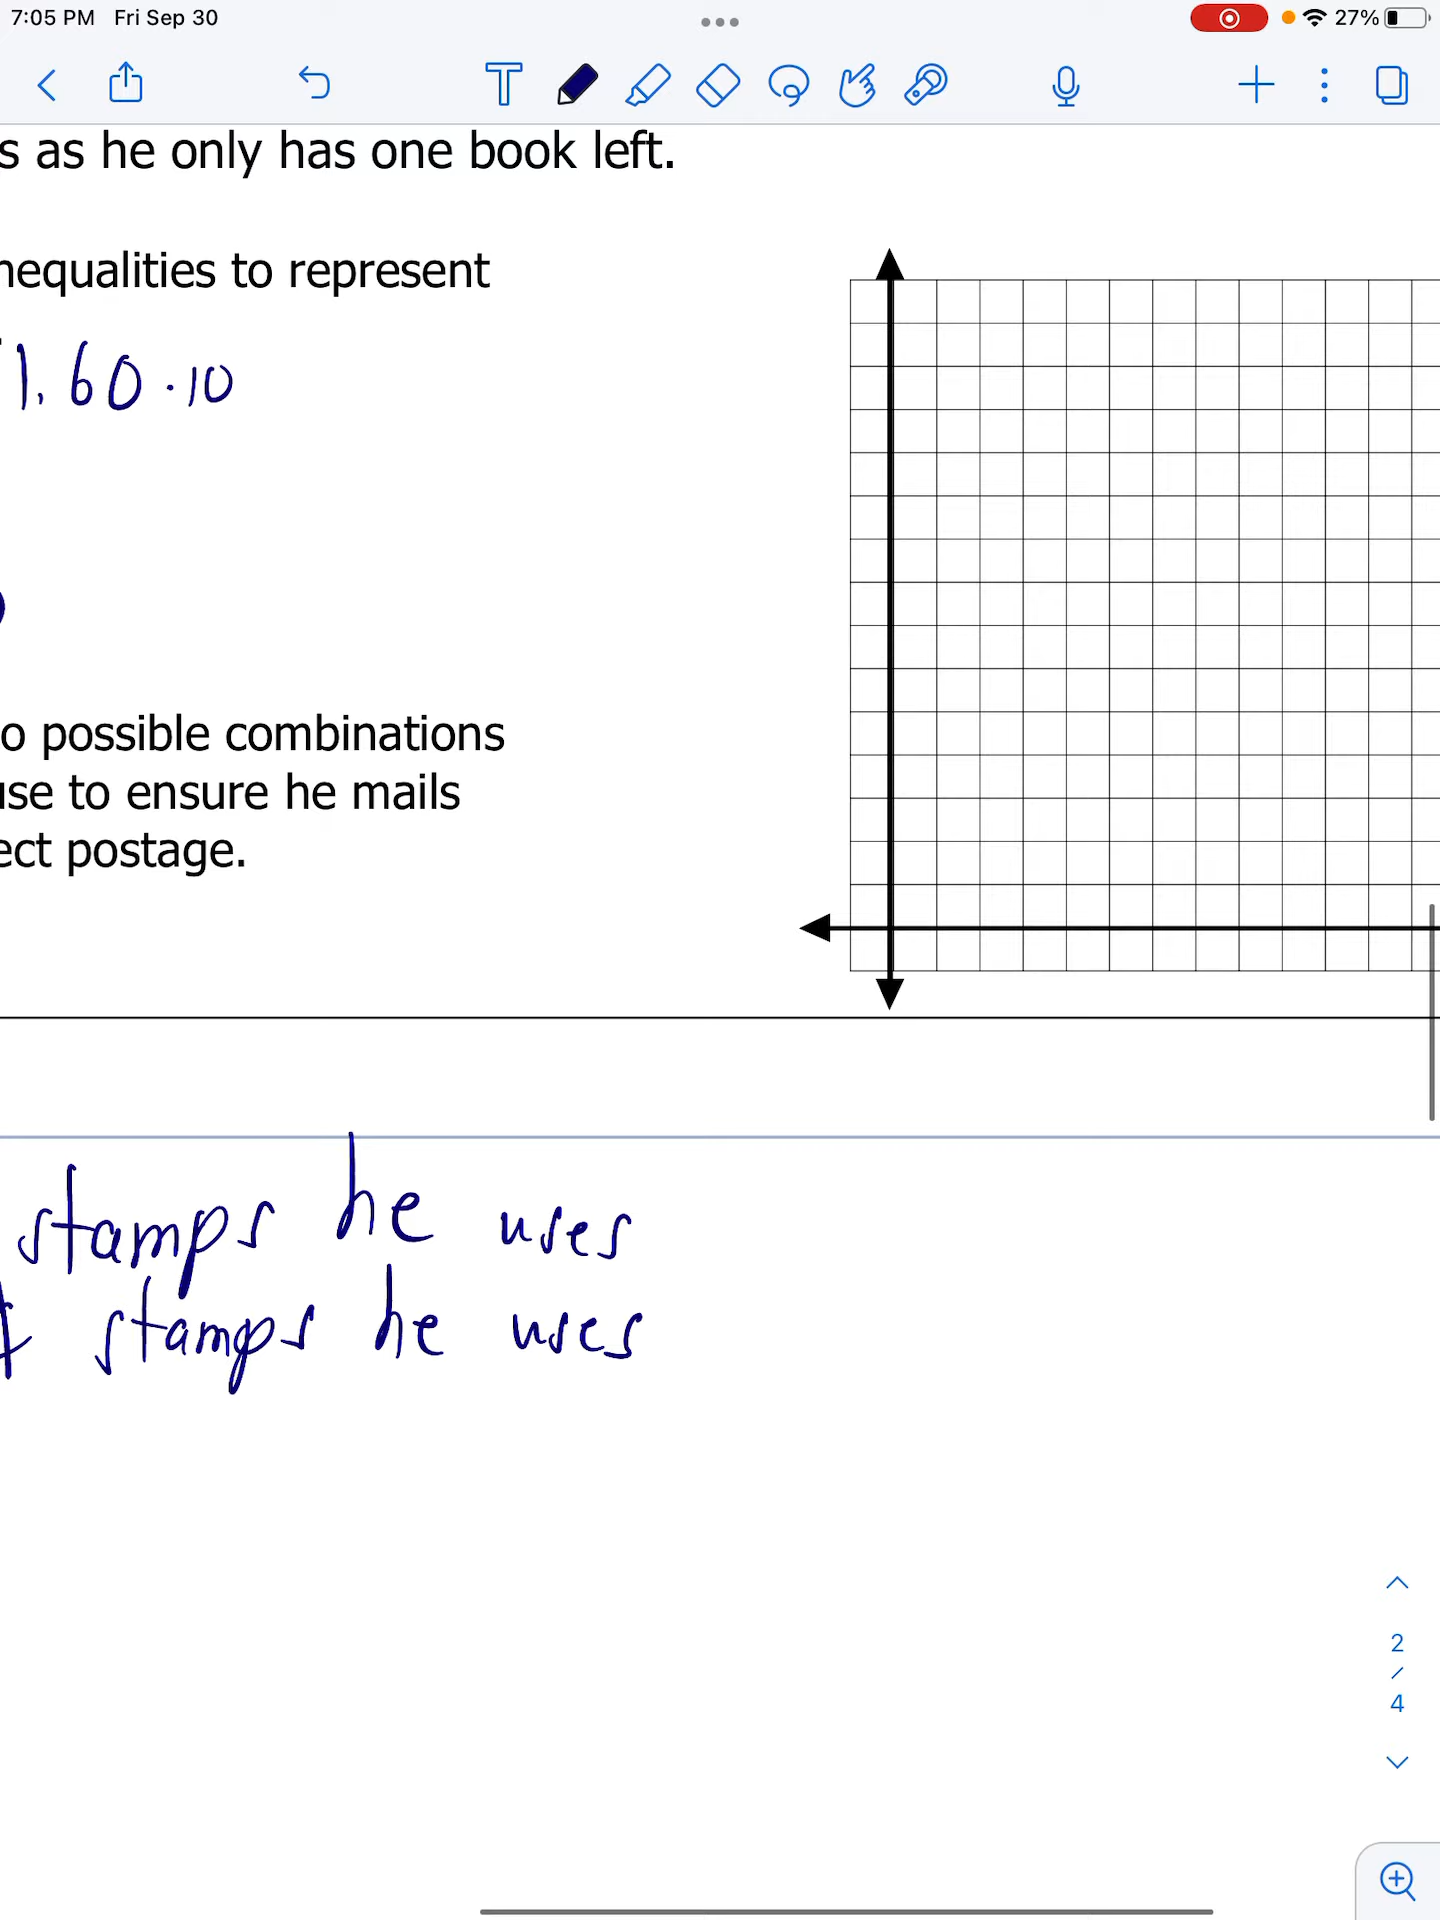 7:05 PM Fri Sep 30
27%
T
s as he only has one book left.
nequalities to represent
1.60 · 10
o possible combinations
use to ensure he mails
ect postage.
stamps he uses
stamps he uses
2
/
4